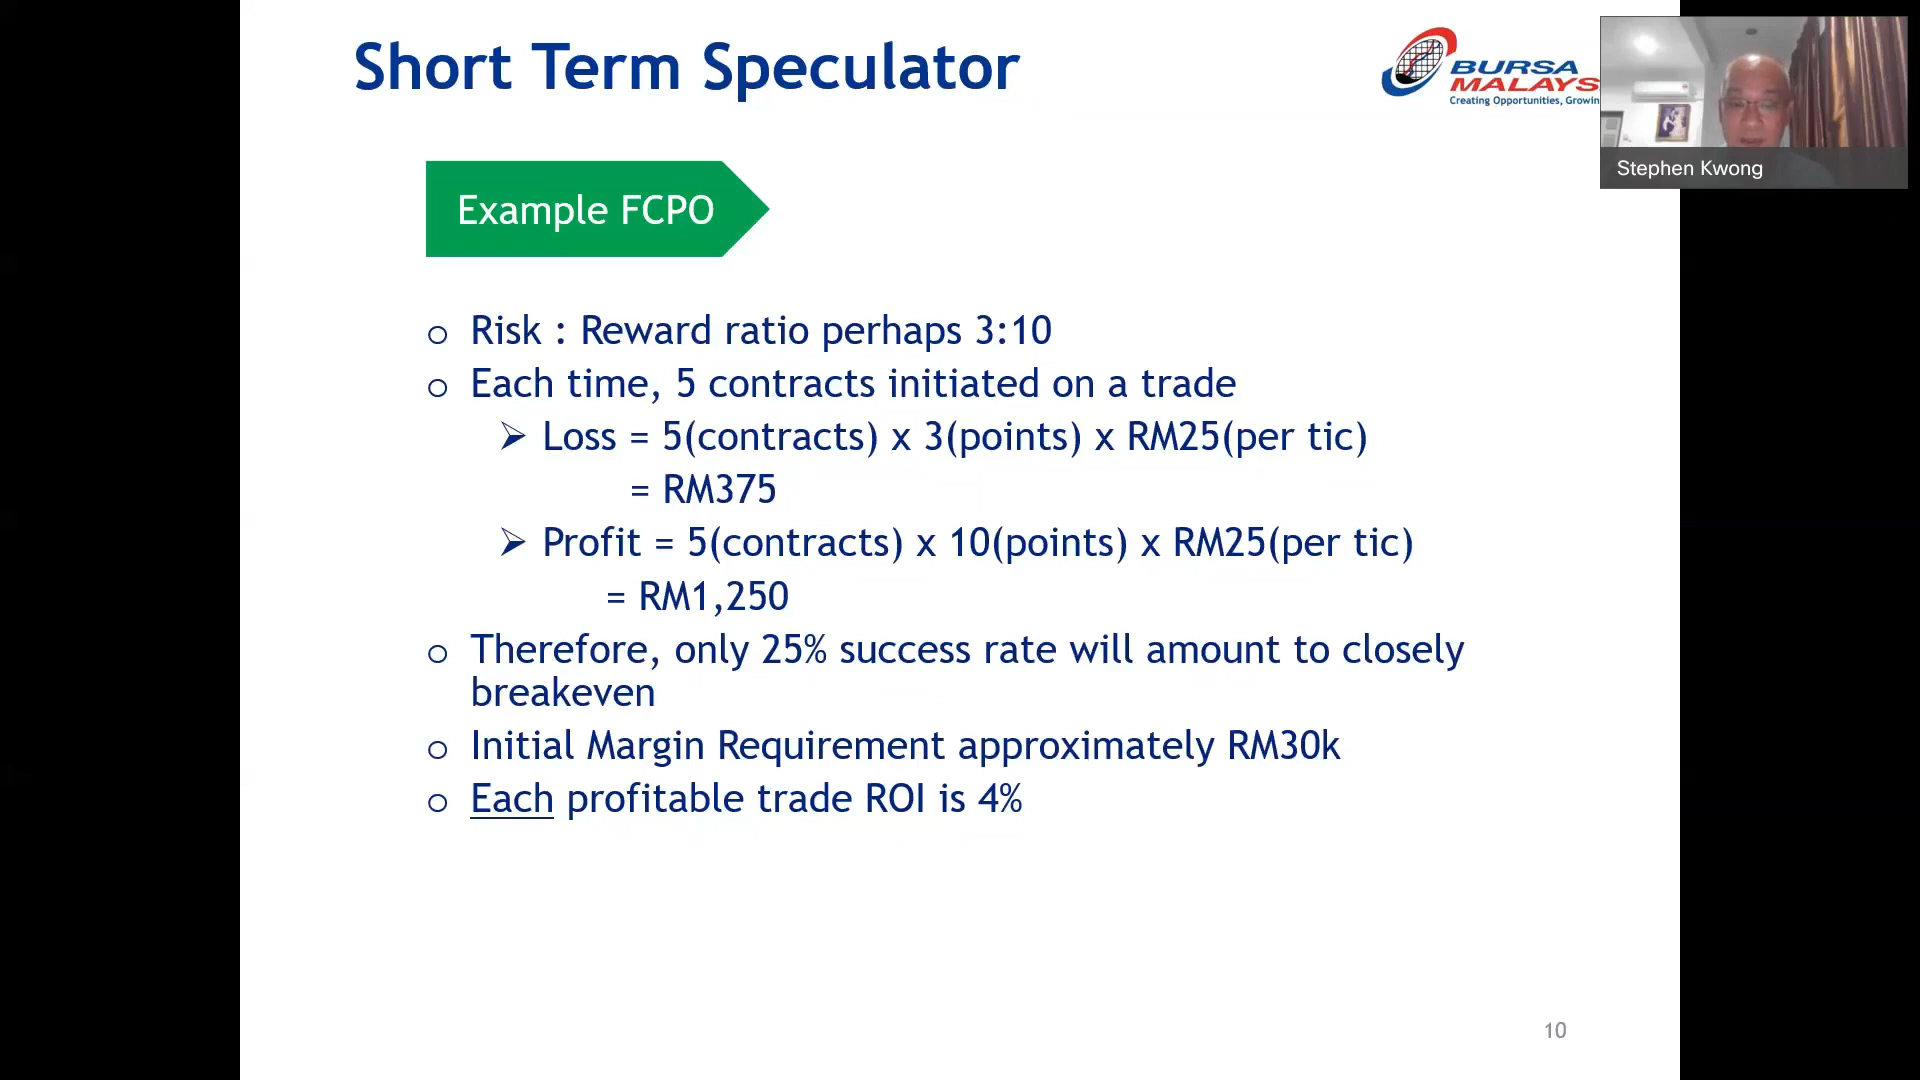 Short Term Speculator
BURSA
MALAYS
Creating Opportunities, Growin
Stephen Kwong
Example FCPO
o Risk : Reward ratio perhaps 3:10
o Each time, 5 contracts initiated on a trade
➢ Loss = 5(contracts) x 3(points) x RM25(per tic)
= RM375
➢ Profit = 5(contracts) x 10(points) x RM25(per tic)
= RM1,250
o Therefore, only 25% success rate will amount to closely
breakeven
o Initial Margin Requirement approximately RM30k
o Each profitable trade ROI is 4%
10